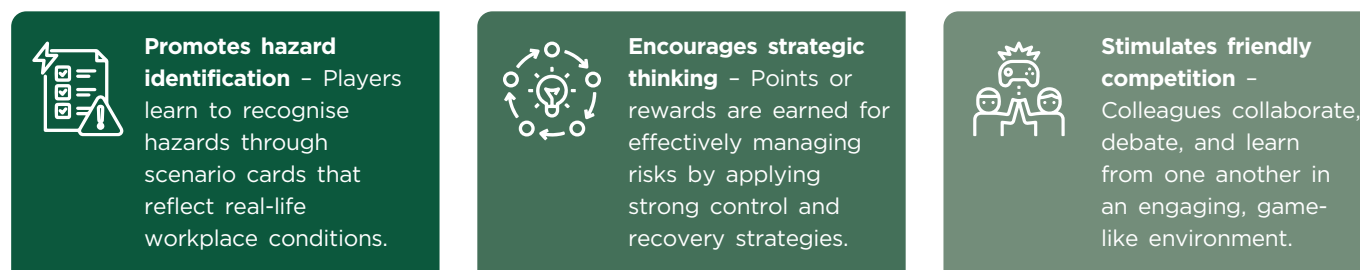 Promotes hazard
identification – Players
learn to recognise
hazards through
scenario cards that
reflect real-life
workplace conditions.
Encourages strategic
thinking – Points or
rewards are earned for
effectively managing
risks by applying
strong control and
recovery strategies.
Stimulates friendly
competition –
Colleagues collaborate,
debate, and learn
from one another in
an engaging, game-
like environment.